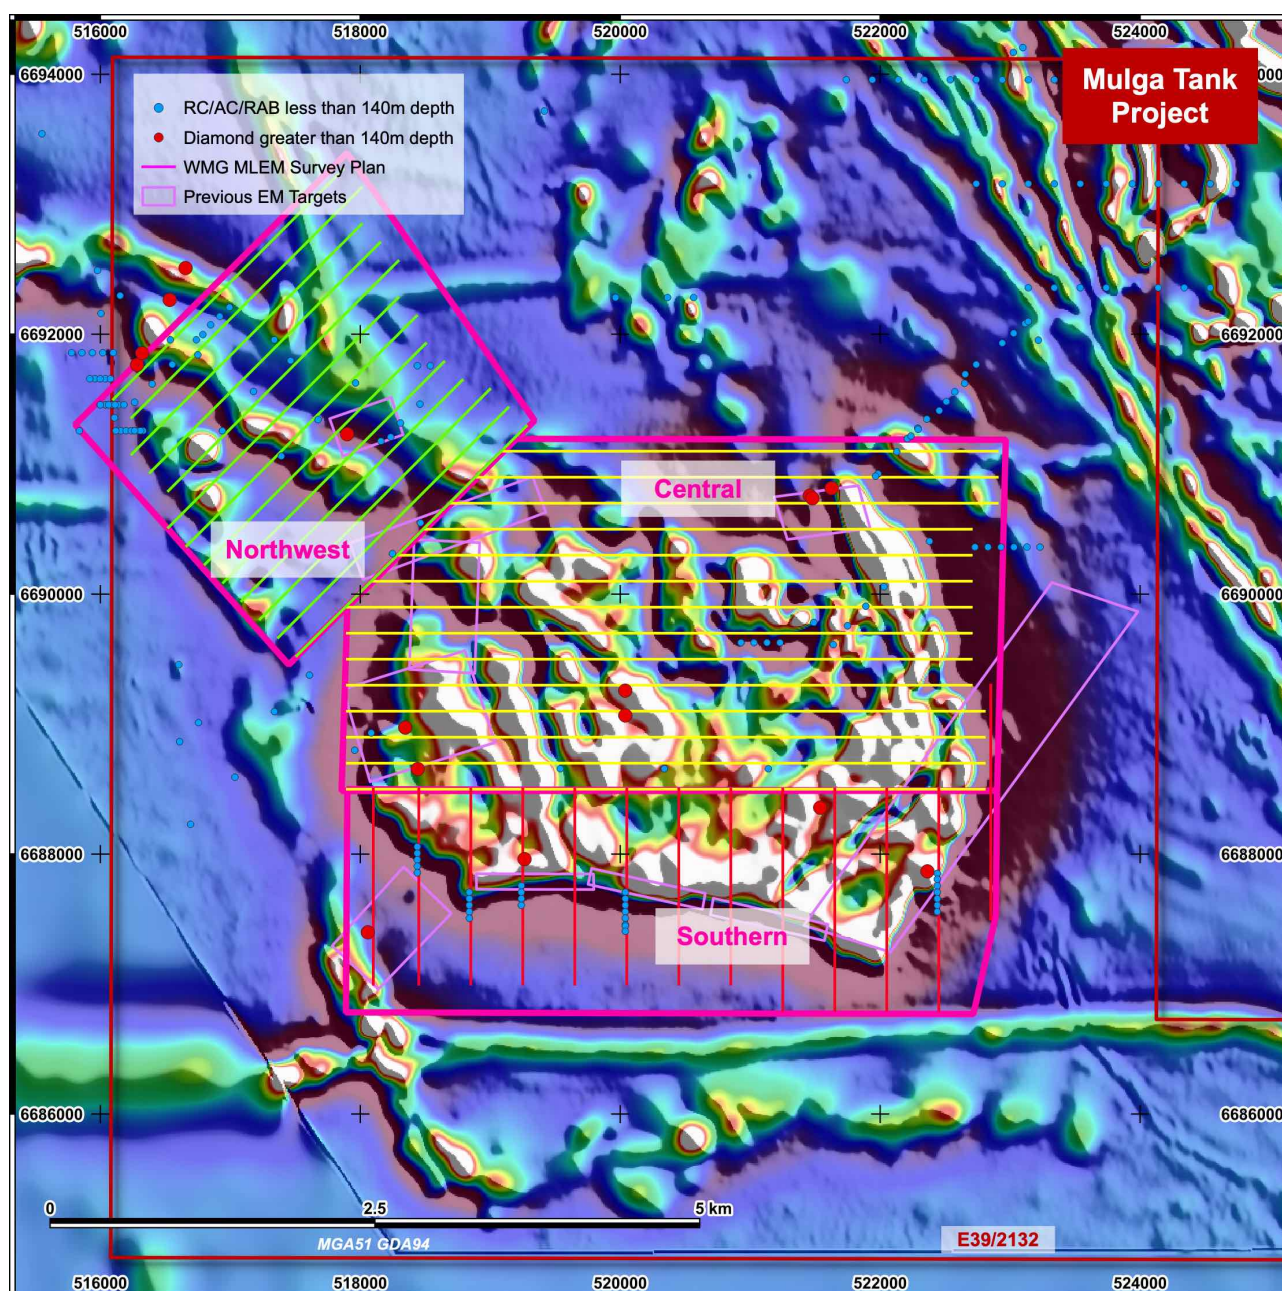 516000
518000
520000
522000
524000
6694000
Mulga Tank
Project
RC/AC/RAB less than 140m depth
Diamond greater than 140m depth
WMG MLEM Survey Plan
Previous EM Targets
6692000
6692000
Central
Northwest
6690000
6690000
6688000
6688000
Southern
6686000
6686000
0
2.5
5 km
MGA51 GDA94
E39/2132
516000
518000
520000
522000
524000